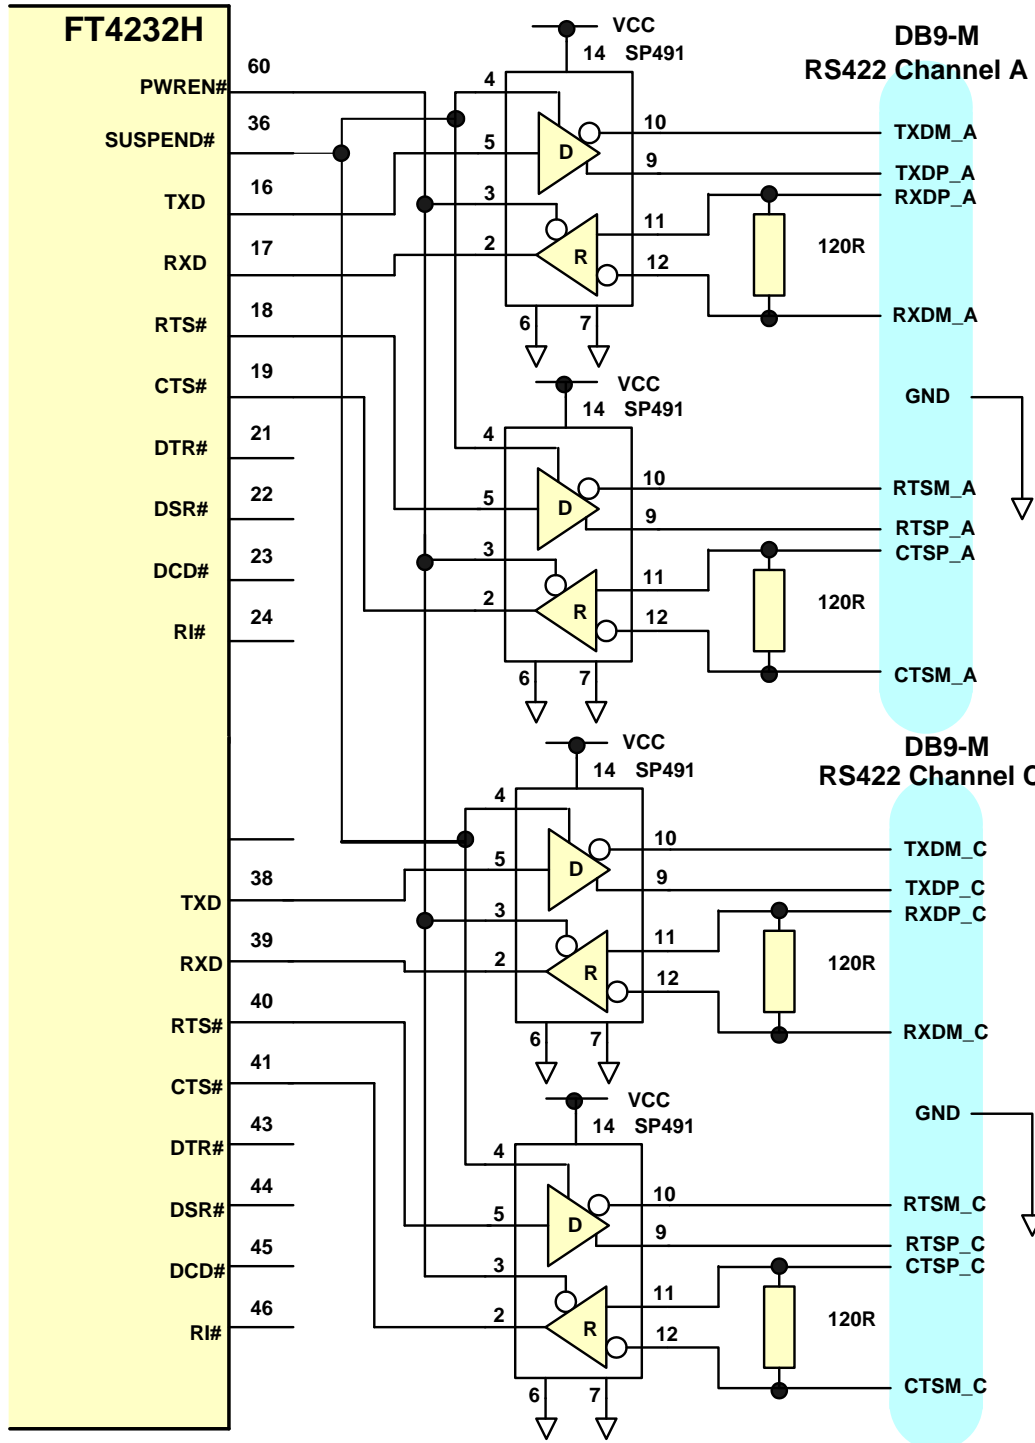 FT4232H
PWREN#
60
SUSPEND#
36
TXD
16
RXD
17
RTS#
18
CTS#
19
DTR#
21
DSR#
22
DCD#
23
RI#
24
TXD
38
RXD
39
RTS#
40
CTS#
41
DTR#
43
DSR#
44
DCD#
45
RI#
46
VCC
14 SP491
4
5
3
2
D
R
10
9
11
12
6
7
120R
VCC
14 SP491
4
5
3
2
D
R
10
9
11
12
6
7
120R
DB9-M
RS422 Channel A
TXDM_A
TXDP_A
RXDP_A
RXDM_A
GND
RTSM_A
RTSP_A
CTSP_A
CTSM_A
VCC
14 SP491
4
5
3
2
D
R
10
9
11
12
6
7
120R
VCC
14 SP491
4
5
3
2
D
R
10
9
11
12
6
7
120R
DB9-M
RS422 Channel C
TXDM_C
TXDP_C
RXDP_C
RXDM_C
GND
RTSM_C
RTSP_C
CTSP_C
CTSM_C